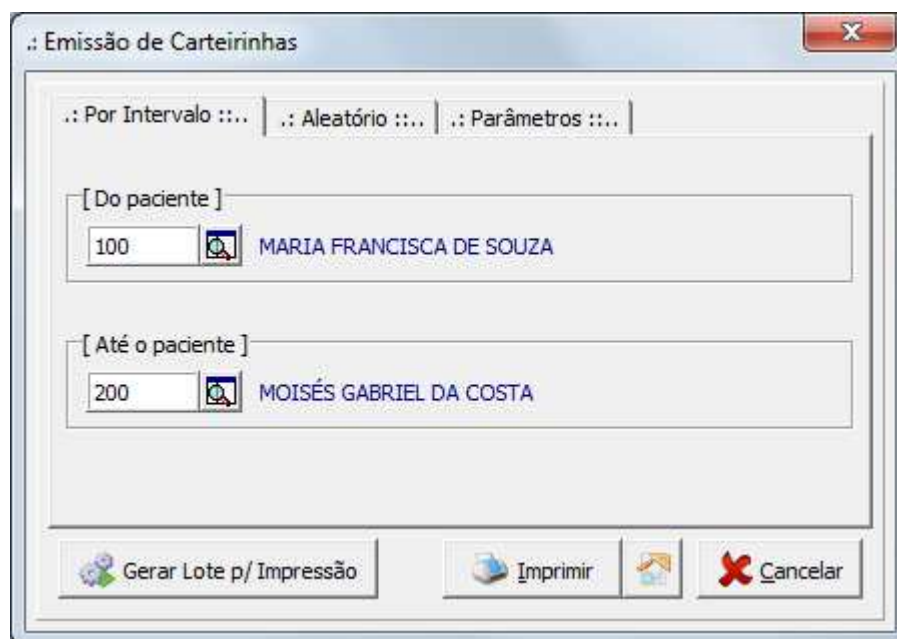 .: Emissão de Carteirinhas
.: Por Intervalo ::.. .: Aleatório ::.. .: Parâmetros ::..
[ Do paciente ]
100 MARIA FRANCISCA DE SOUZA
[ Até o paciente ]
200 MOISÉS GABRIEL DA COSTA
Gerar Lote p/ Impressão Imprimir Cancelar